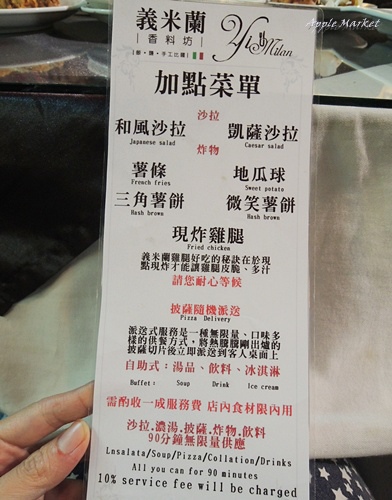 Apple Market
義米蘭
香料坊
Yi Milan
加點菜單
沙拉
和風沙拉 凱薩沙拉
Japanese salad Caesar salad
炸物
薯條 地瓜球
French fries Sweet potato
三角薯餅 微笑薯餅
Hash brown Hash brown
現炸雞腿
Fried chicken
義米蘭雞腿好吃的秘訣在於現
點現炸才能讓雞腿皮脆、多汁
請您耐心等候
披薩隨機派送
Pizza Delivery
派送式服務是一種無限量、口味多
樣的供餐方式，將熱騰騰剛出爐的
披薩切片後立即派送到客人桌面上
自助式：湯品、飲料、冰淇淋
Buffet: Soup Drink Ice cream
需酌收一成服務費 店內食材限內用
沙拉.濃湯.披薩.炸物.飲料
90分鐘無限量供應
Lnsalata/Soup/Pizza/Collation/Drinks
All you can for 90 minutes
10% service fee will be charged